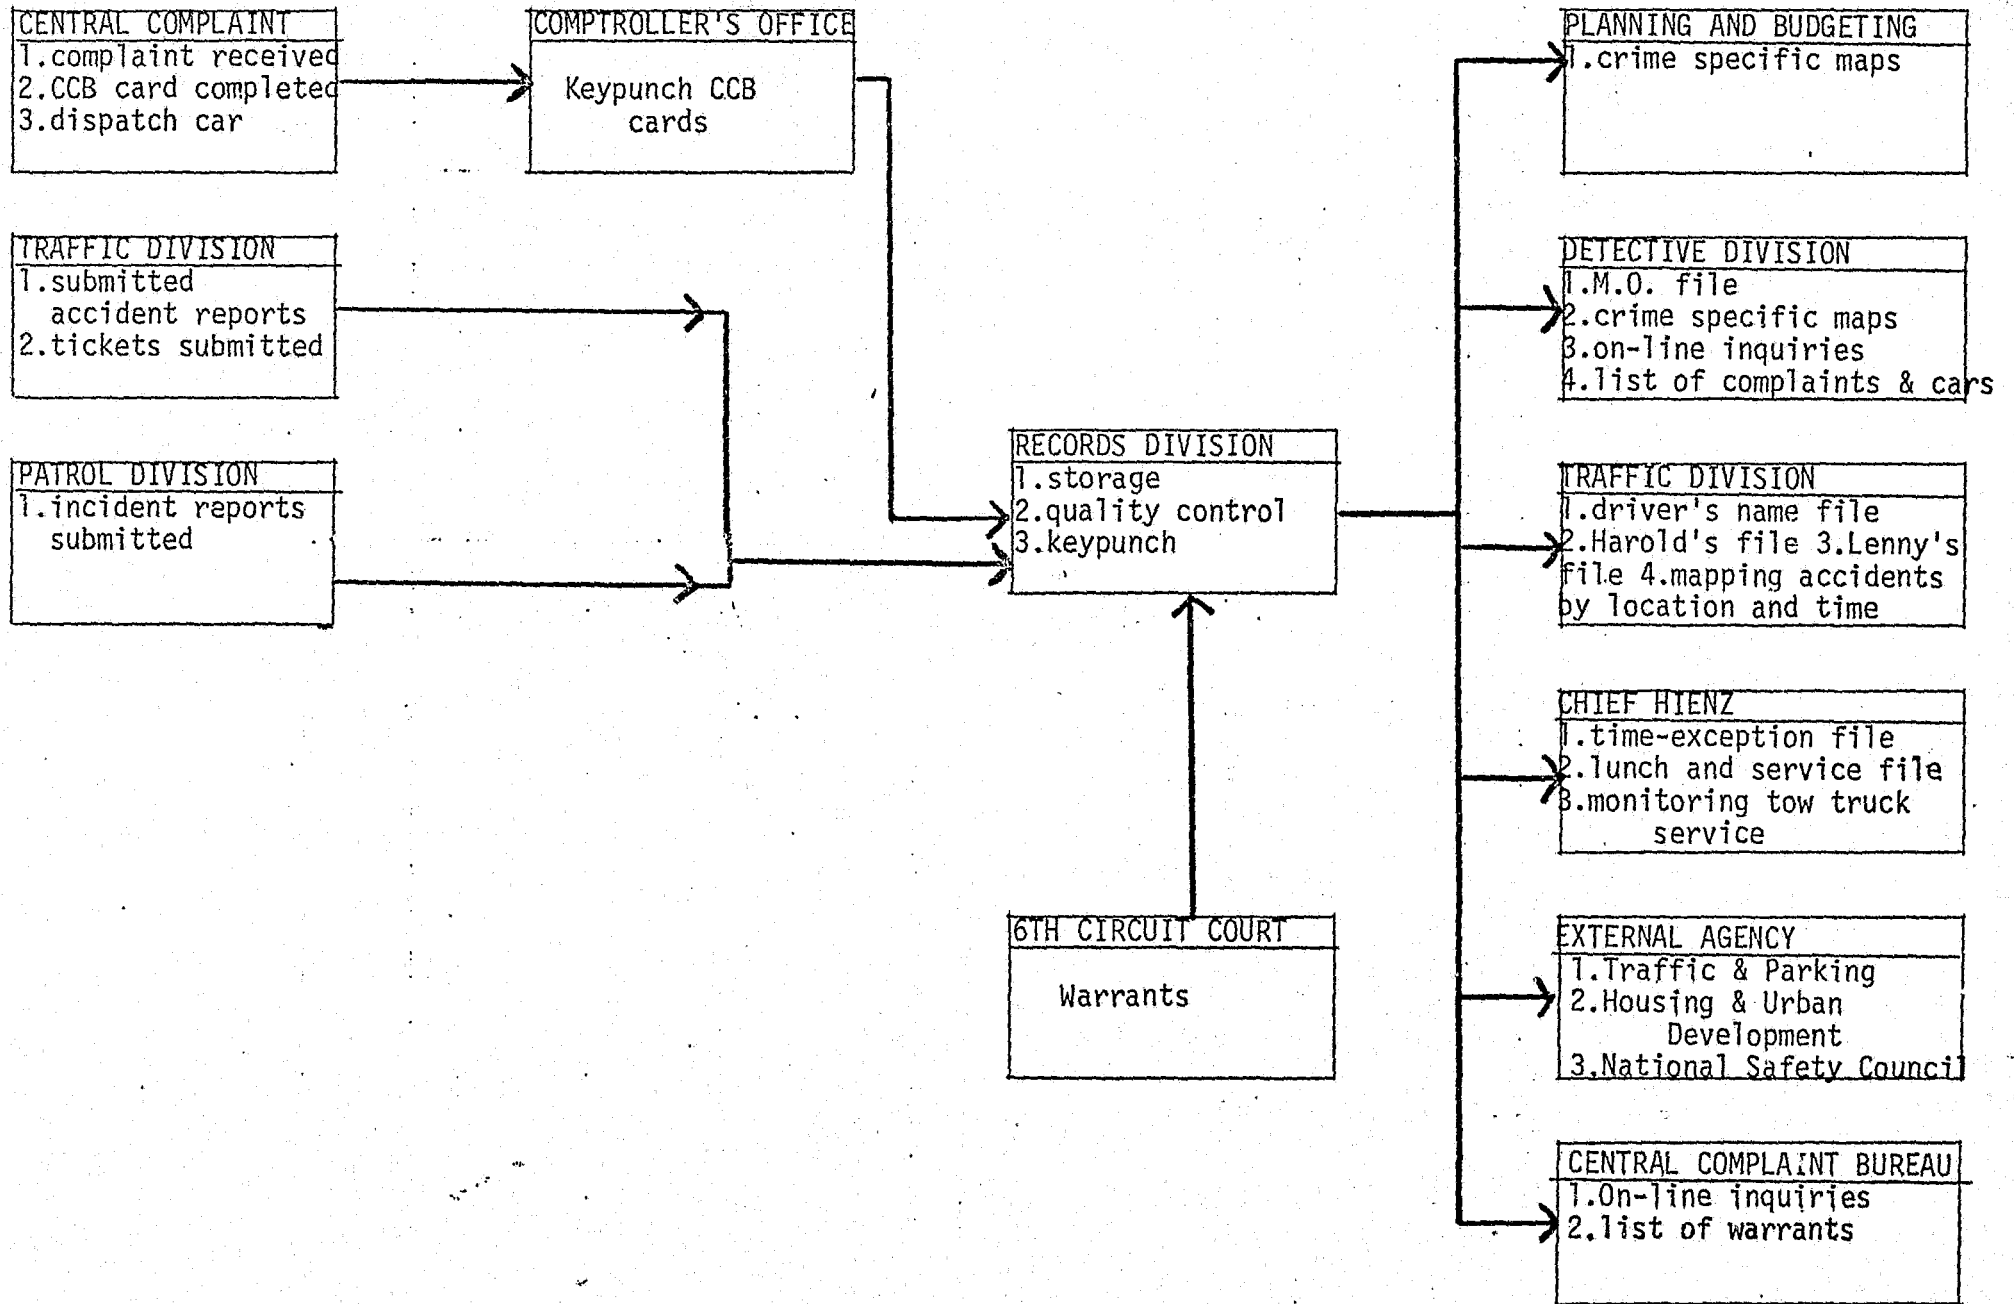 CENTRAL COMPLAINT
1.complaint received
2.CCB card completed
3.dispatch car
COMPTROLLER'S OFFICE
Keypunch CCB
cards
TRAFFIC DIVISION
1.submitted
accident reports
2.tickets submitted
PATROL DIVISION
1.incident reports
submitted
RECORDS DIVISION
1.storage
2.quality control
3.keypunch
6TH CIRCUIT COURT
Warrants
PLANNING AND BUDGETING
1.crime specific maps
DETECTIVE DIVISION
1.M.O. file
2.crime specific maps
3.on-line inquiries
4.list of complaints & cars
TRAFFIC DIVISION
1.driver's name file
2.Harold's file 3.Lenny's
file 4.mapping accidents
by location and time
CHIEF HIENZ
1.time-exception file
2.lunch and service file
3.monitoring tow truck
service
EXTERNAL AGENCY
1.Traffic & Parking
2.Housing & Urban
Development
3.National Safety Council
CENTRAL COMPLAINT BUREAU
1.On-line inquiries
2.list of warrants